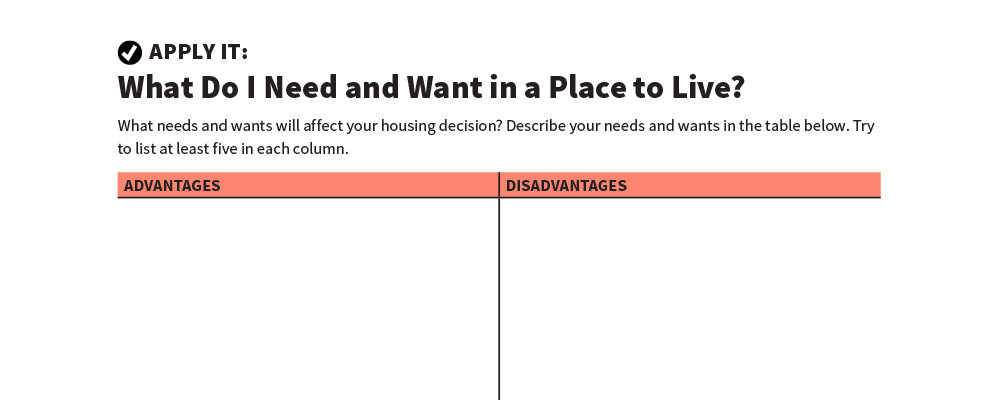 APPLY IT:
What Do I Need and Want in a Place to Live?
What needs and wants will affect your housing decision? Describe your needs and wants in the table below. Try
to list at least five in each column.
ADVANTAGES DISADVANTAGES